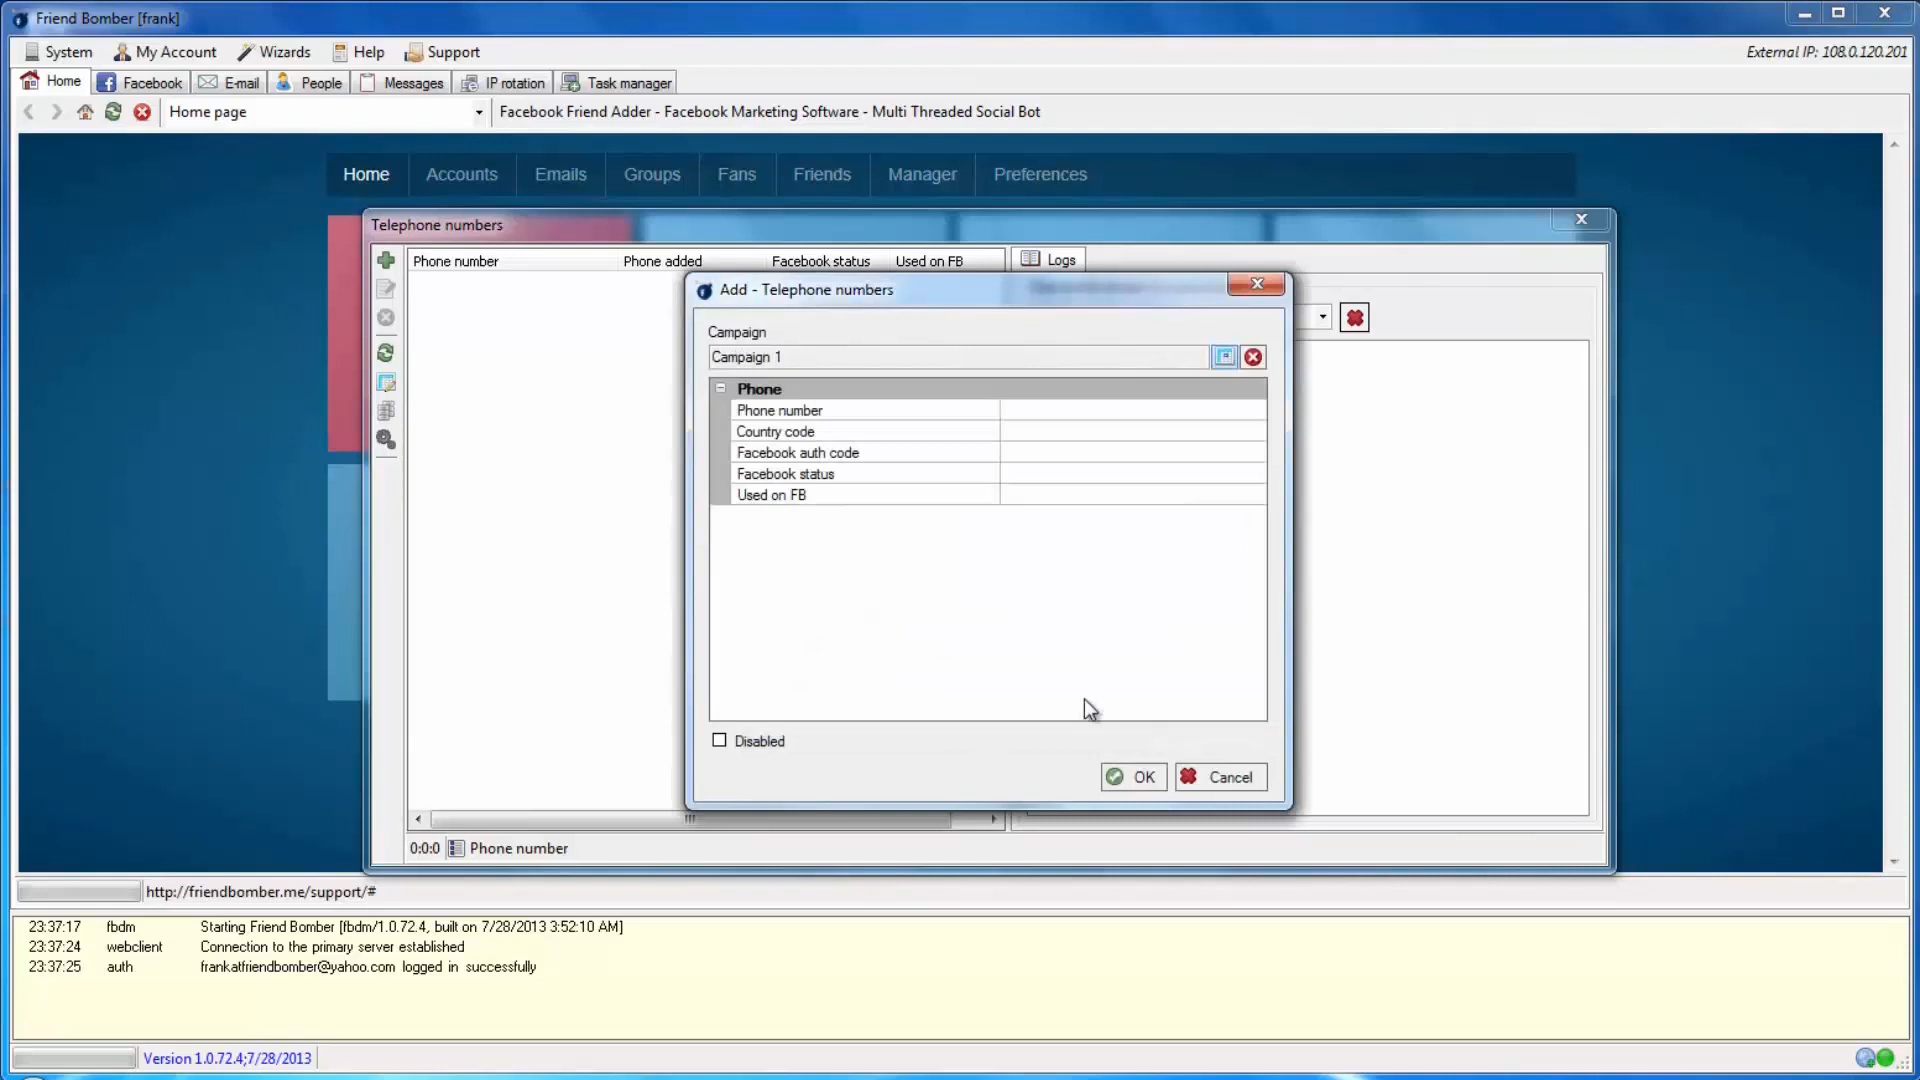 Friend Bomber [frank]
System My Account Wizards Help Support External IP: 108.0.120.201
Home Facebook E-mail People Messages IP rotation Task manager
Home page Facebook Friend Adder - Facebook Marketing Software - Multi Threaded Social Bot
Home Accounts Emails Groups Fans Friends Manager Preferences
Telephone numbers
Phone number Phone added Facebook status Used on FB Logs
Add - Telephone numbers
Campaign
Campaign 1
Phone
Phone number
Country code
Facebook auth code
Facebook status
Used on FB
Disabled
OK Cancel
0:0:0 Phone number
http://friendbomber.me/support/#
23:37:17 fbdm Starting Friend Bomber [fbdm/1.0.72.4, built on 7/28/2013 3:52:10 AM]
23:37:24 webclient Connection to the primary server established
23:37:25 auth frankatfriendbomber@yahoo.com logged in successfully
Version 1.0.72.4;7/28/2013